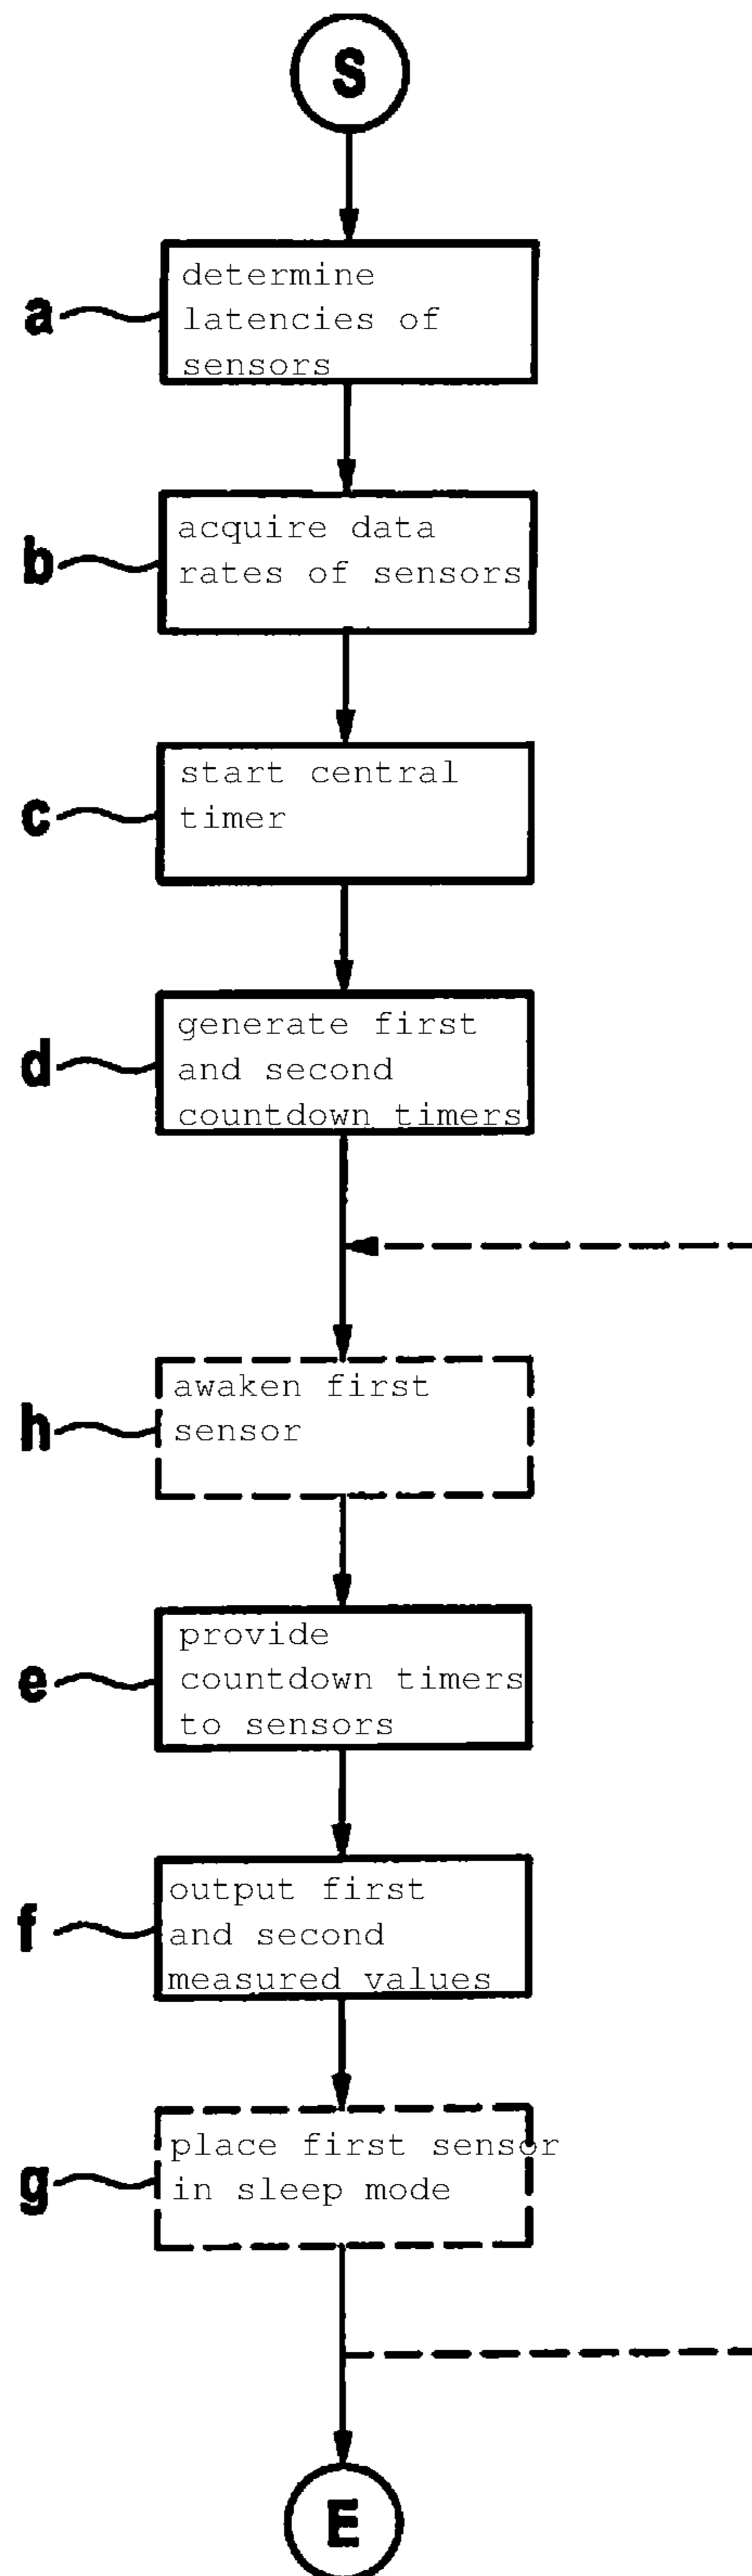 S
a
determine
latencies of
sensors
b
acquire data
rates of sensors
c
start central
timer
d
generate first
and second
countdown timers
h
awaken first
sensor
e
provide
countdown timers
to sensors
f
output first
and second
measured values
g
place first sensor
in sleep mode
E